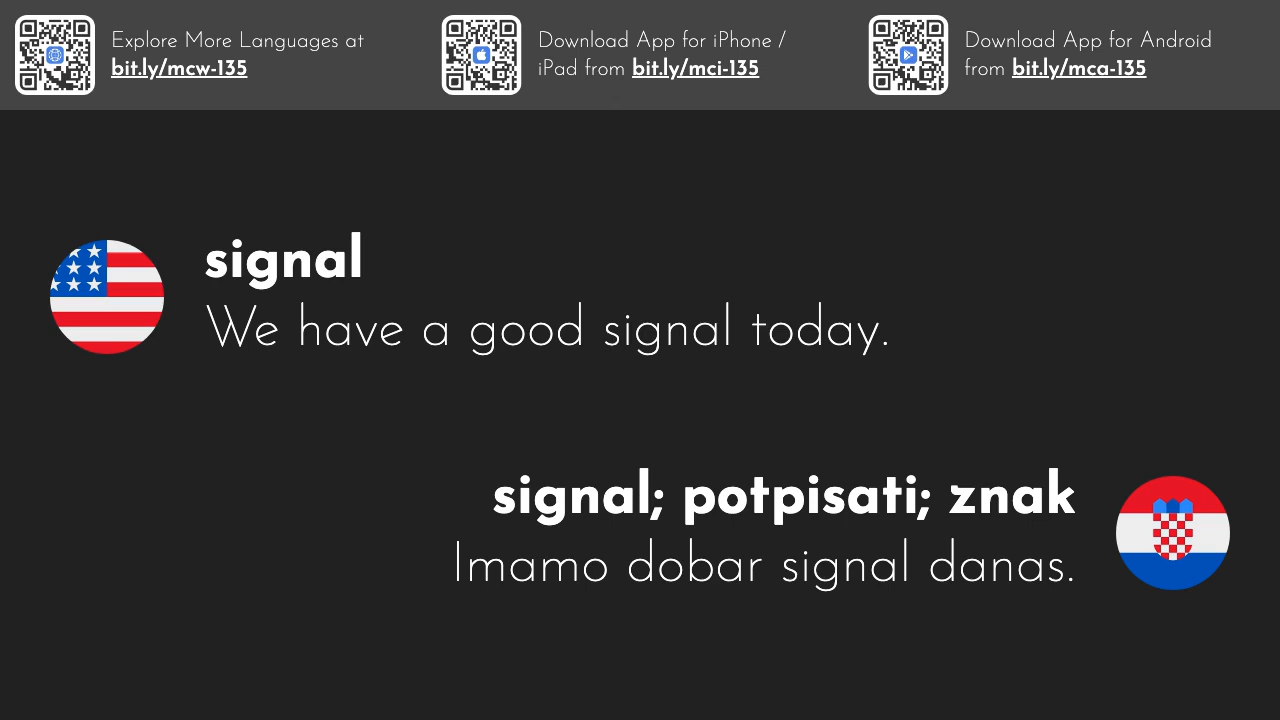 Explore More Languages at
bit.ly/mcw-135
Download App for iPhone /
iPad from bit.ly/mci-135
Download App for Android
from bit.ly/mca-135
signal
We have a good signal today.
signal; potpisati; znak
Imamo dobar signal danas.